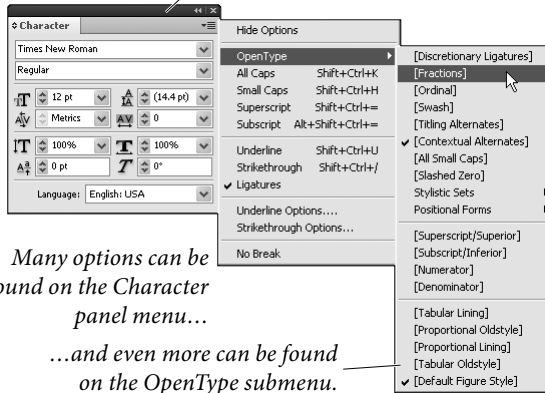 Character
Times New Roman
Regular
12 pt
(14.4 pt)
Metrics
0
100%
100%
0 pt
0°
Language: English: USA
Hide Options
OpenType
All Caps Shift+Ctrl+K
Small Caps Shift+Ctrl+H
Superscript Shift+Ctrl+=
Subscript Alt+Shift+Ctrl+=
Underline Shift+Ctrl+U
Strikethrough Shift+Ctrl+/
Ligatures
Underline Options....
Strikethrough Options...
No Break
[Discretionary Ligatures]
[Fractions]
[Ordinal]
[Swash]
[Titling Alternates]
[Contextual Alternates]
[All Small Caps]
[Slashed Zero]
Stylistic Sets
Positional Forms
[Superscript/Superior]
[Subscript/Inferior]
[Numerator]
[Denominator]
[Tabular Lining]
[Proportional Oldstyle]
[Proportional Lining]
[Tabular Oldstyle]
[Default Figure Style]
Many options can be
ound on the Character
panel menu…
…and even more can be found
on the OpenType submenu.